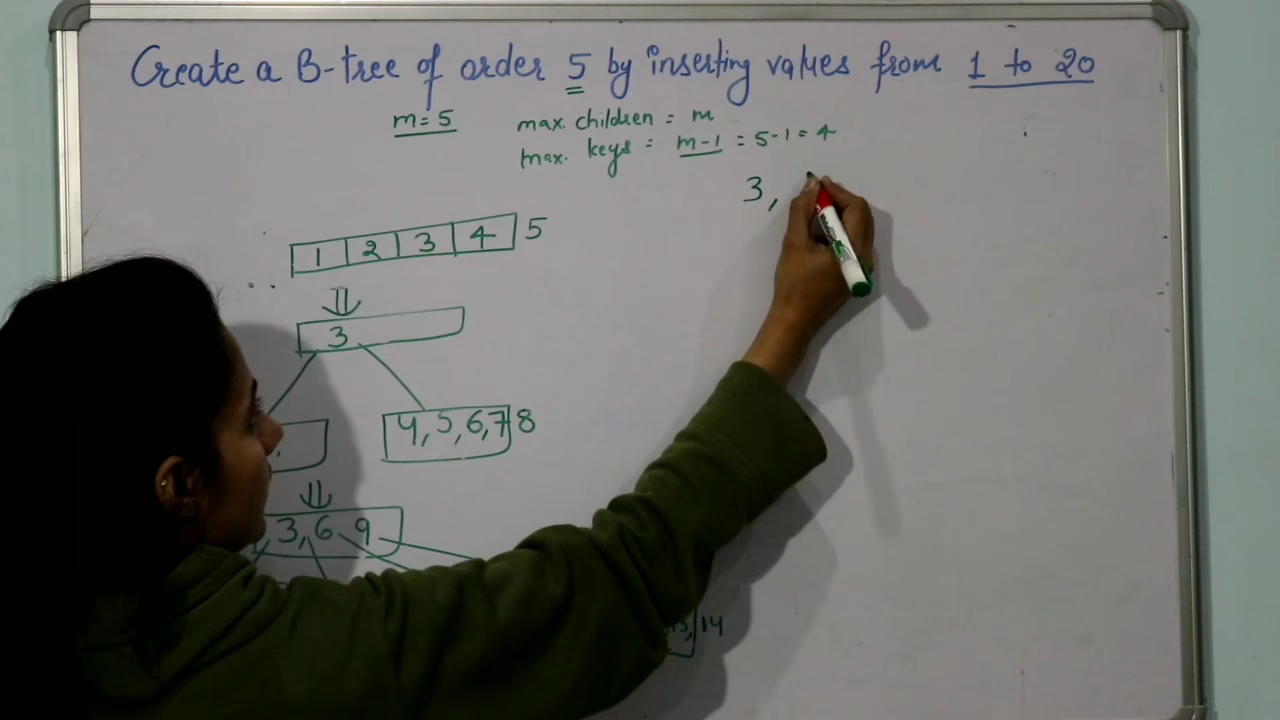 Create a B-tree of order 5 by inserting values from 1 to 20
m=5
max. children = m
max. keys = m-1 = 5-1 = 4
3,
1 2 3 4 5
3
4, 5, 6, 7 8
3, 6 9
14